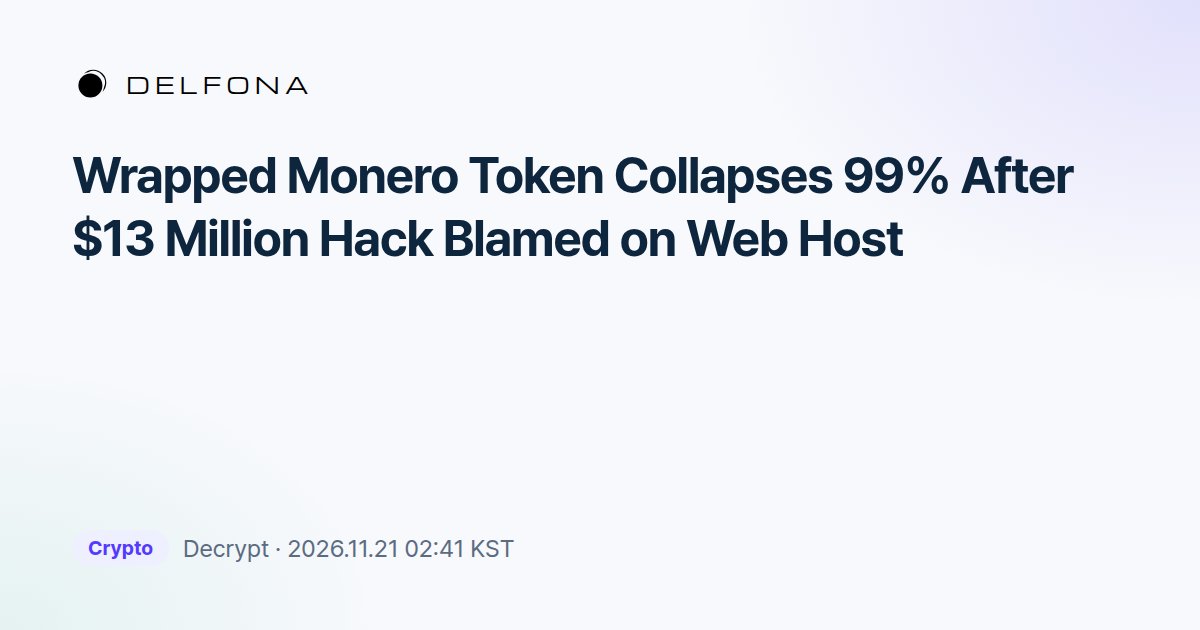 DELFONA
Wrapped Monero Token Collapses 99% After
$13 Million Hack Blamed on Web Host
Crypto Decrypt · 2026.11.21 02:41 KST